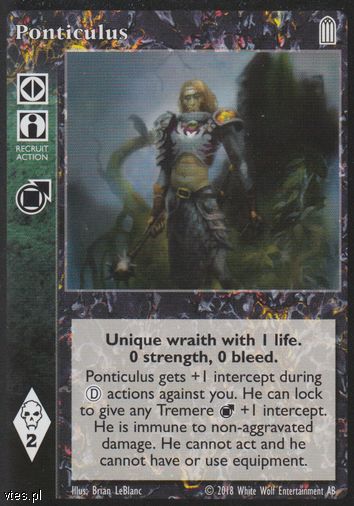 Ponticulus
RECRUIT
ACTION
Unique wraith with 1 life.
0 strength, 0 bleed.
Ponticulus gets +1 intercept during
Ⓓ actions against you. He can lock
to give any Tremere +1 intercept.
He is immune to non-aggravated
damage. He cannot act and he
cannot have or use equipment.
2
Illus: Brian LeBlanc © 2018 White Wolf Entertainment AB
vtes.pl